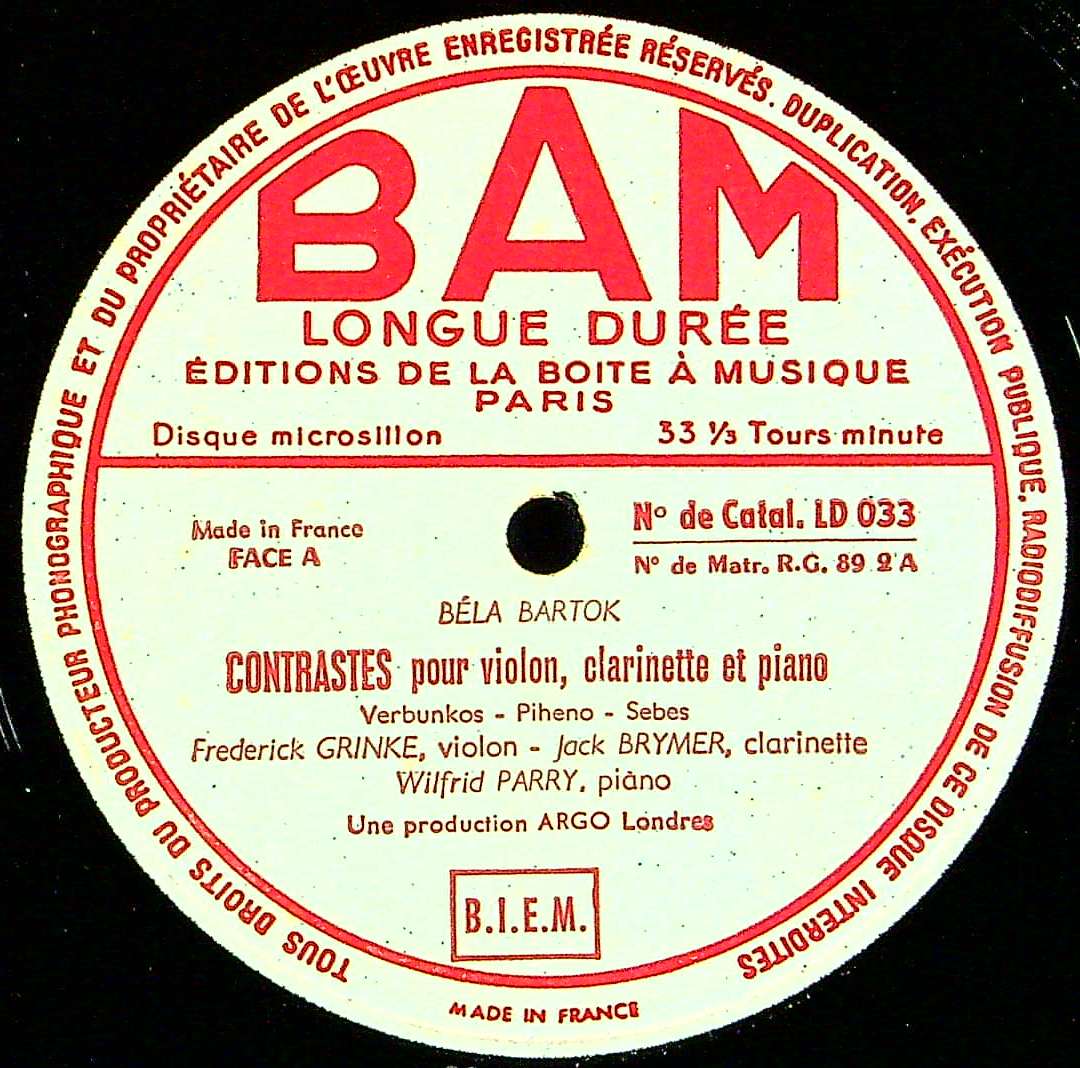 TOUS DROITS DU PRODUCTEUR PHONOGRAPHIQUE ET DU PROPRIÉTAIRE DE L'ŒUVRE ENREGISTRÉE RÉSERVÉS. DUPLICATION, EXÉCUTION PUBLIQUE, RADIODIFFUSION DE CE DISQUE INTERDITES
BAM
LONGUE DURÉE
ÉDITIONS DE LA BOITE À MUSIQUE
PARIS
Disque microsillon 33 ⅓ Tours minute
Made in France
FACE A
Nº de Catal. LD 033
Nº de Matr. R.G. 89 2 A
BÉLA BARTOK
CONTRASTES pour violon, clarinette et piano
Verbunkos - Piheno - Sebes
Frederick GRINKE, violon - Jack BRYMER, clarinette
Wilfrid PARRY, piano
Une production ARGO Londres
B.I.E.M.
MADE IN FRANCE